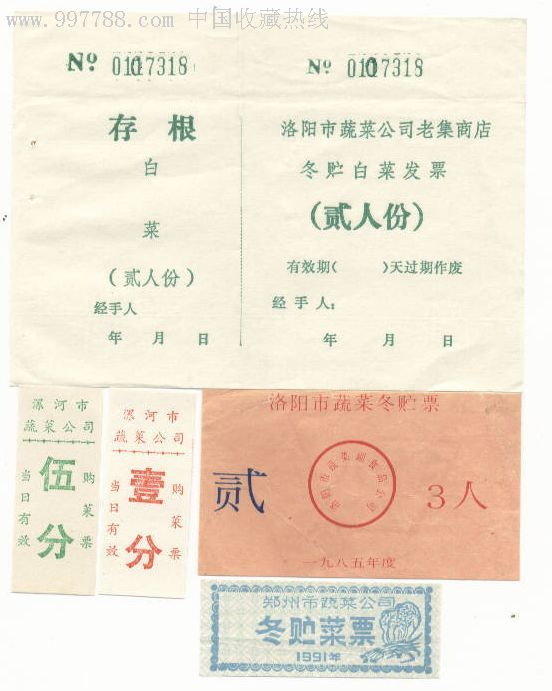 www.997788.com 中国收藏热线
№ 0107318
存根
白
菜
(贰人份)
经手人
年 月 日
№ 0107318
洛阳市蔬菜公司老集商店
冬贮白菜发票
(贰人份)
有效期( )天过期作废
经手人:
年 月 日
漯河市
蔬菜公司
伍分
购菜票
当日有效
漯河市
蔬菜公司
壹分
购菜票
当日有效
洛阳市蔬菜冬贮票
贰
3人
一九八五年度
郑州市蔬菜公司
冬贮菜票
1991年